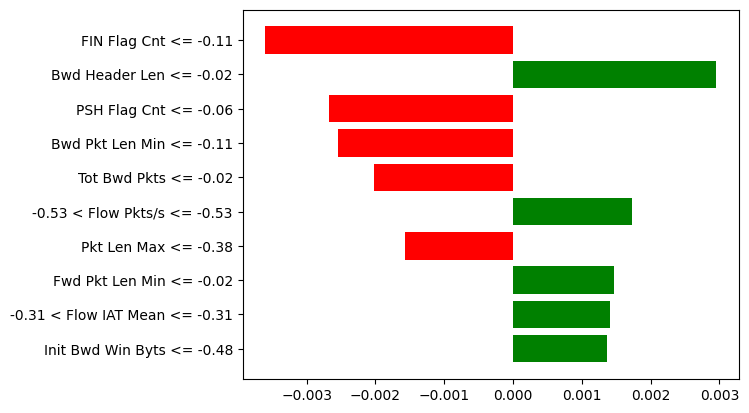 FIN Flag Cnt <= -0.11
Bwd Header Len <= -0.02
PSH Flag Cnt <= -0.06
Bwd Pkt Len Min <= -0.11
Tot Bwd Pkts <= -0.02
-0.53 < Flow Pkts/s <= -0.53
Pkt Len Max <= -0.38
Fwd Pkt Len Min <= -0.02
-0.31 < Flow IAT Mean <= -0.31
Init Bwd Win Byts <= -0.48
−0.003 −0.002 −0.001 0.000 0.001 0.002 0.003